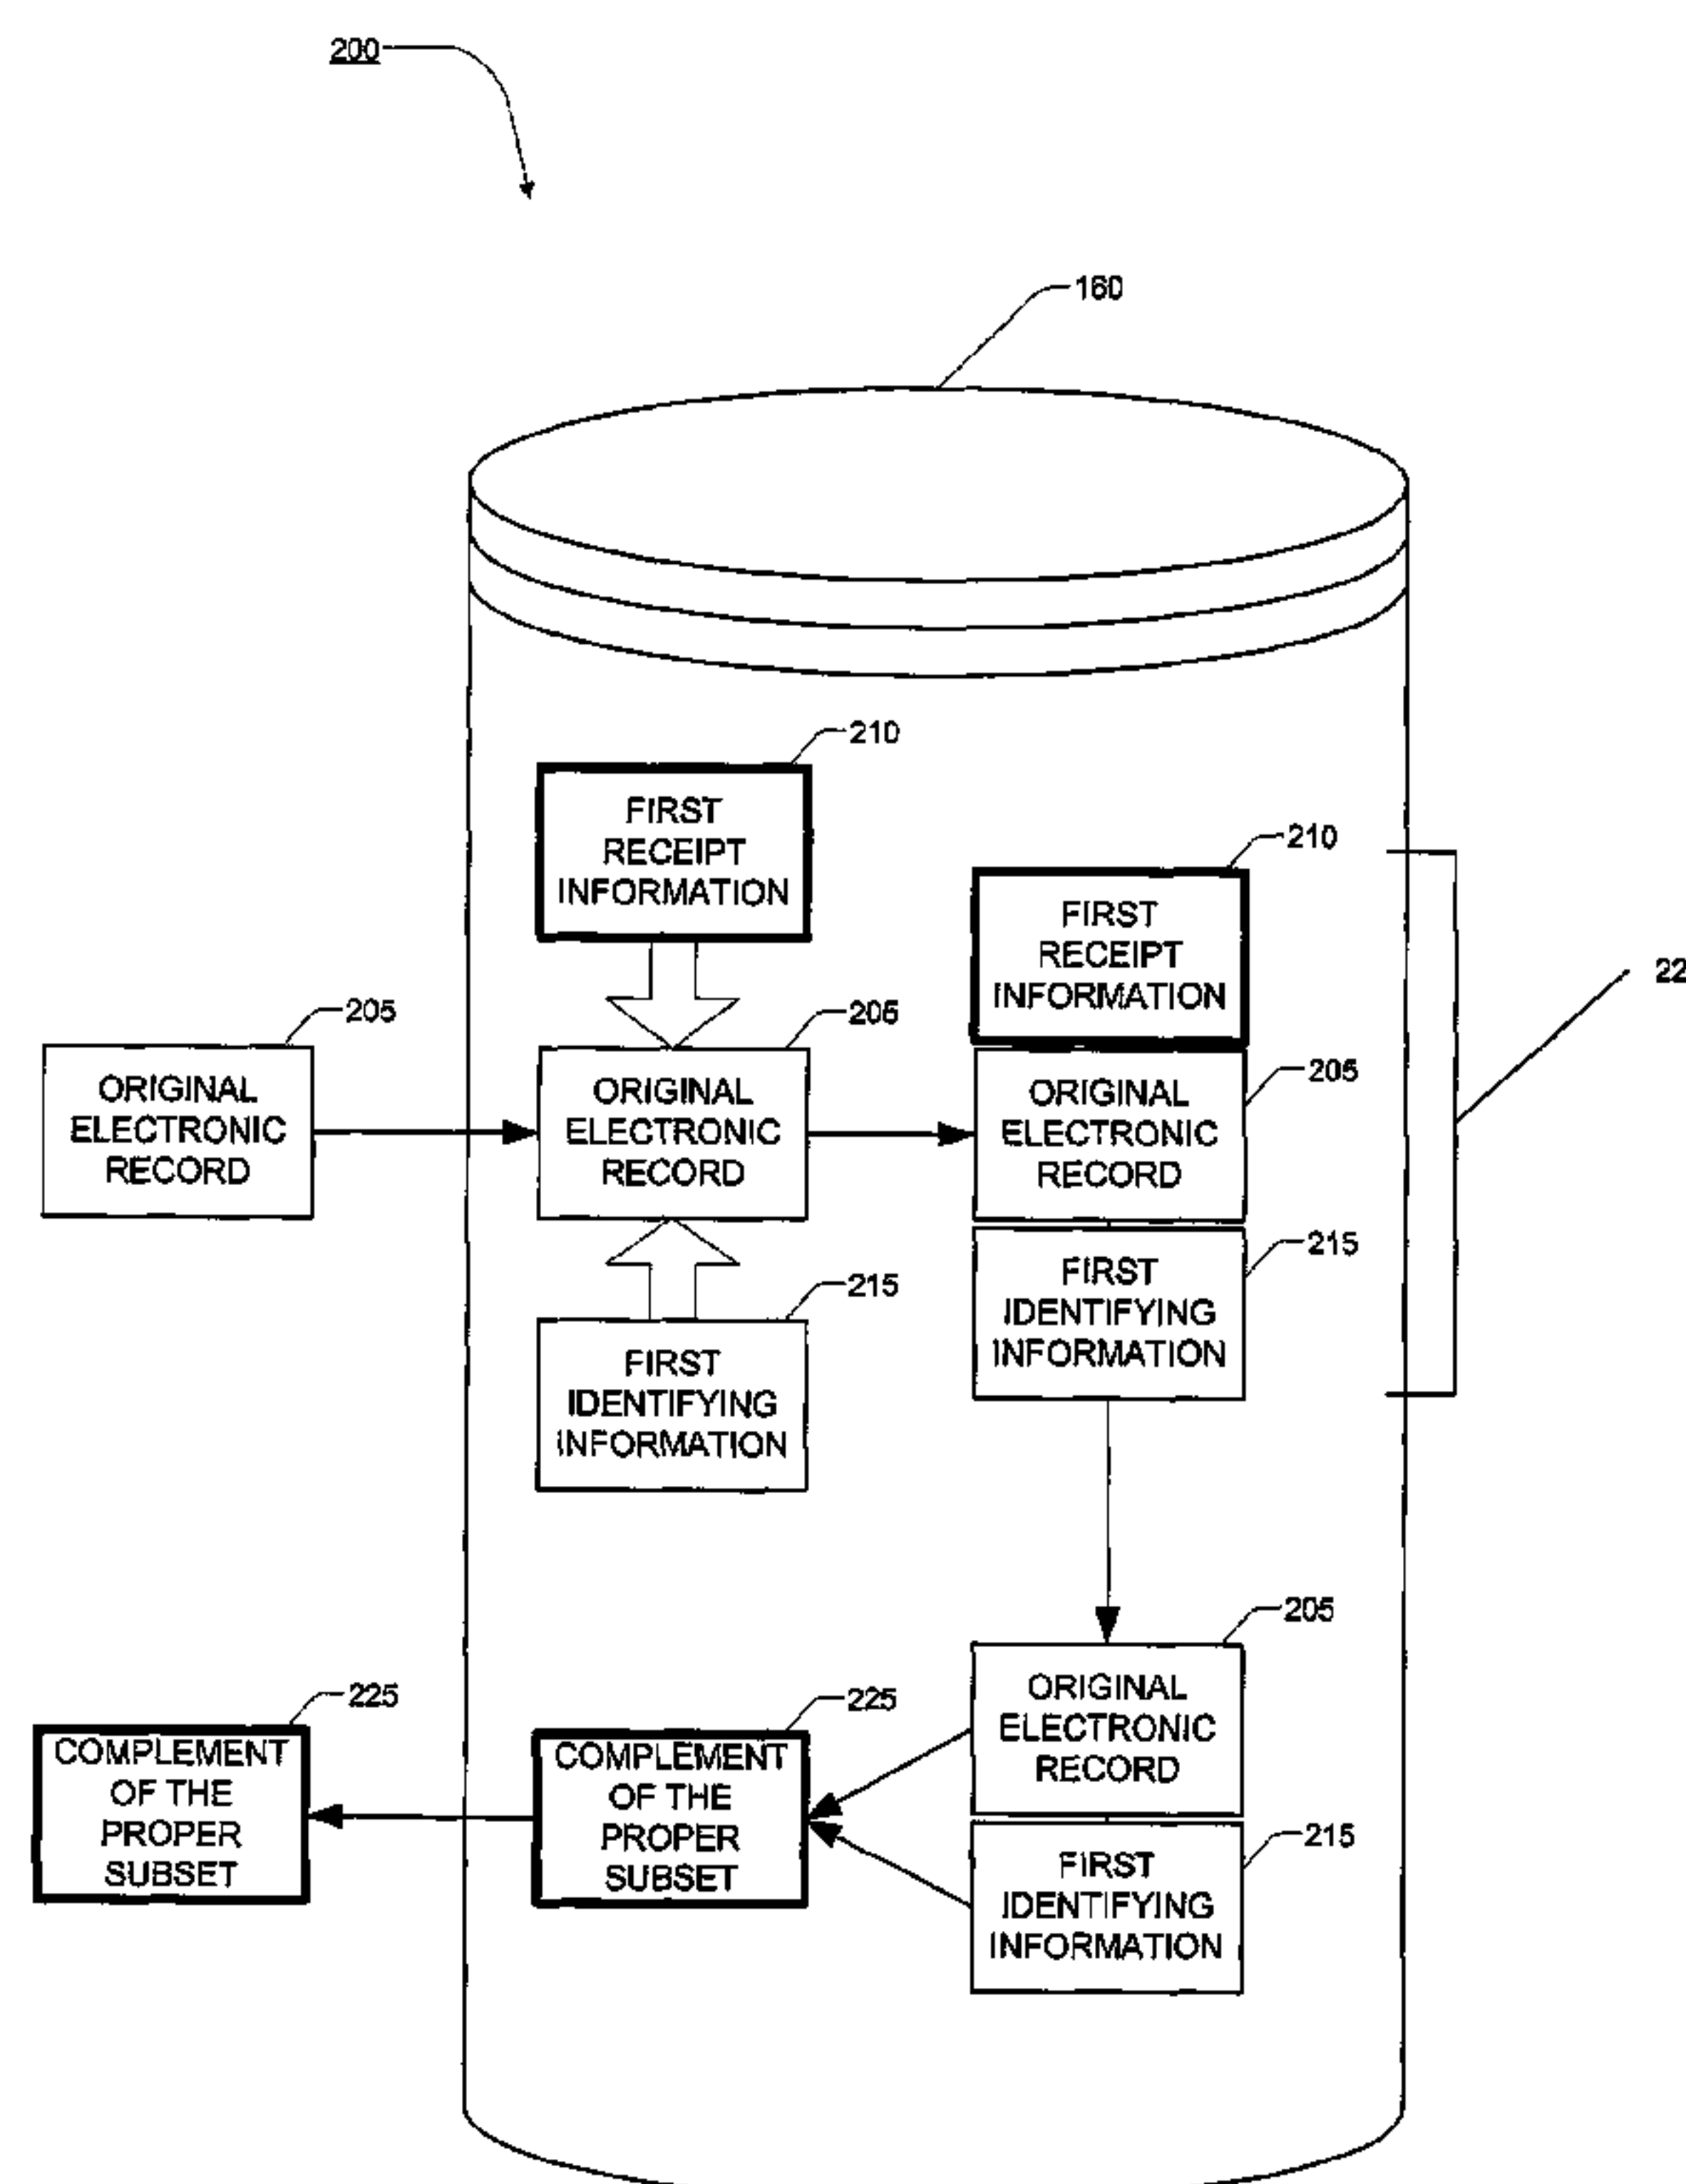 200
160
210
FIRST
RECEIPT
INFORMATION
210
FIRST
RECEIPT
INFORMATION
22
205
ORIGINAL
ELECTRONIC
RECORD
205
ORIGINAL
ELECTRONIC
RECORD
205
ORIGINAL
ELECTRONIC
RECORD
215
FIRST
IDENTIFYING
INFORMATION
215
FIRST
IDENTIFYING
INFORMATION
205
ORIGINAL
ELECTRONIC
RECORD
225
COMPLEMENT
OF THE
PROPER
SUBSET
225
COMPLEMENT
OF THE
PROPER
SUBSET
215
FIRST
IDENTIFYING
INFORMATION